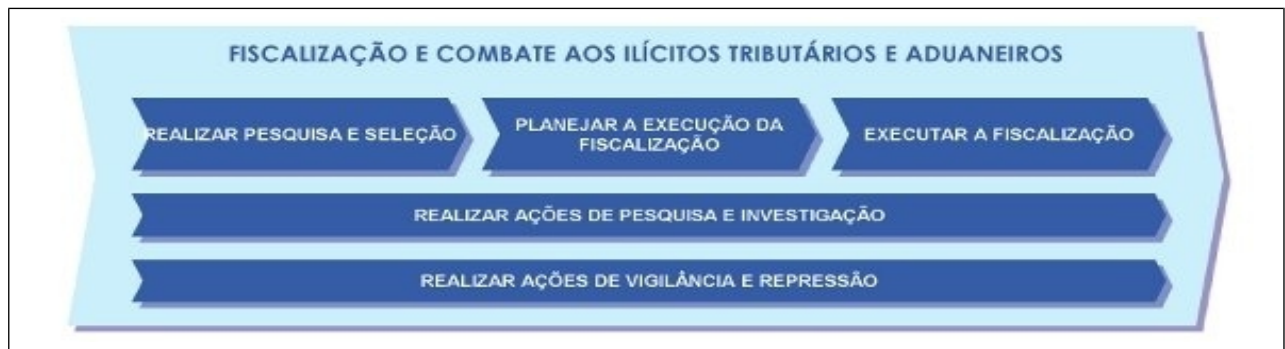 FISCALIZAÇÃO E COMBATE AOS ILÍCITOS TRIBUTÁRIOS E ADUANEIROS
REALIZAR PESQUISA E SELEÇÃO
PLANEJAR A EXECUÇÃO DA
FISCALIZAÇÃO
EXECUTAR A FISCALIZAÇÃO
REALIZAR AÇÕES DE PESQUISA E INVESTIGAÇÃO
REALIZAR AÇÕES DE VIGILÂNCIA E REPRESSÃO